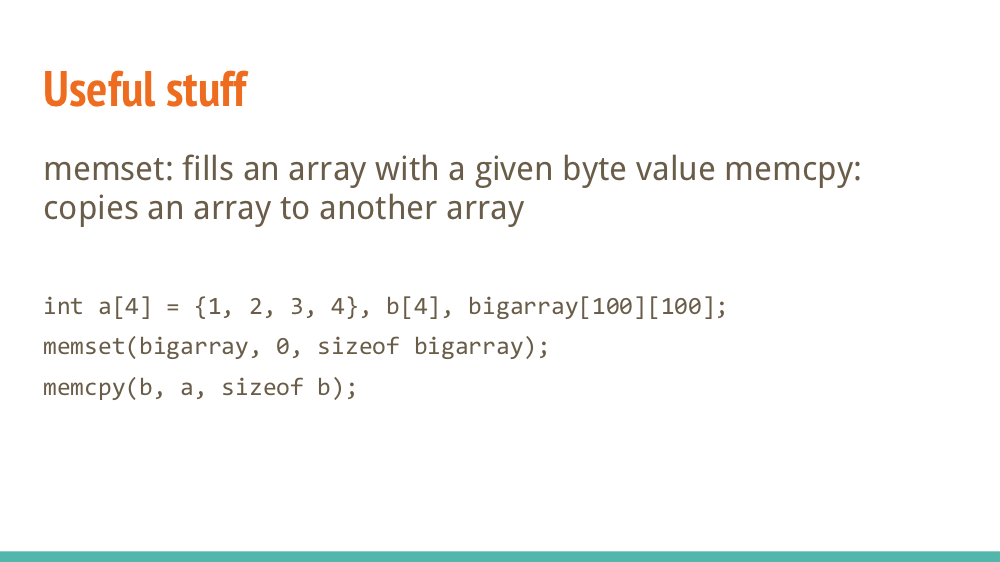 Useful stuff
memset: fills an array with a given byte value memcpy:
copies an array to another array
int a[4] = {1, 2, 3, 4}, b[4], bigarray[100][100];
memset(bigarray, 0, sizeof bigarray);
memcpy(b, a, sizeof b);